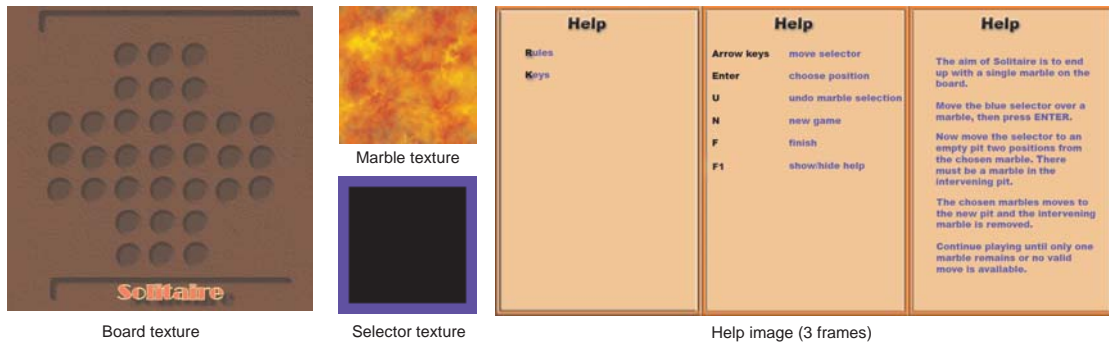 Solitaire
Board texture
Marble texture
Selector texture
Help
Rules
Keys
Help
Arrow keys move selector
Enter choose position
U undo marble selection
N new game
F finish
F1 show/hide help
Help
The aim of Solitaire is to end
up with a single marble on the
board.
Move the blue selector over a
marble, then press ENTER.
Now move the selector to an
empty pit two positions from
the chosen marble. There
must be a marble in the
intervening pit.
The chosen marbles moves to
the new pit and the intervening
marble is removed.
Continue playing until only one
marble remains or no valid
move is available.
Help image (3 frames)